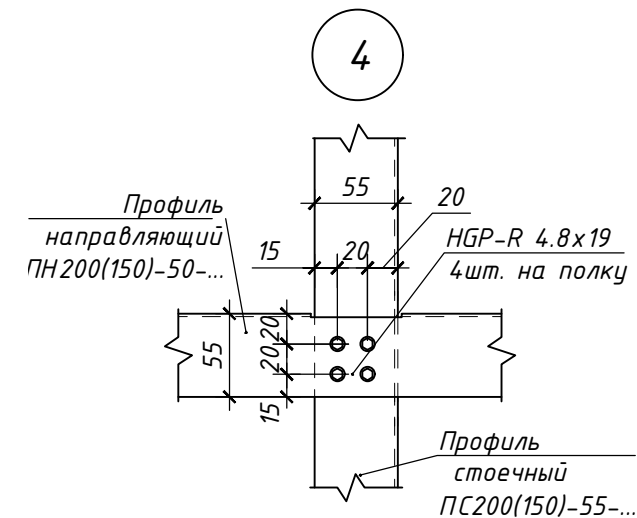 4
55
20
Профиль
направляющий
ПН200(150)-50-...
15
20
HGP-R 4.8x19
4шт. на полку
20
55
20
15
Профиль
стоечный
ПС200(150)-55-...